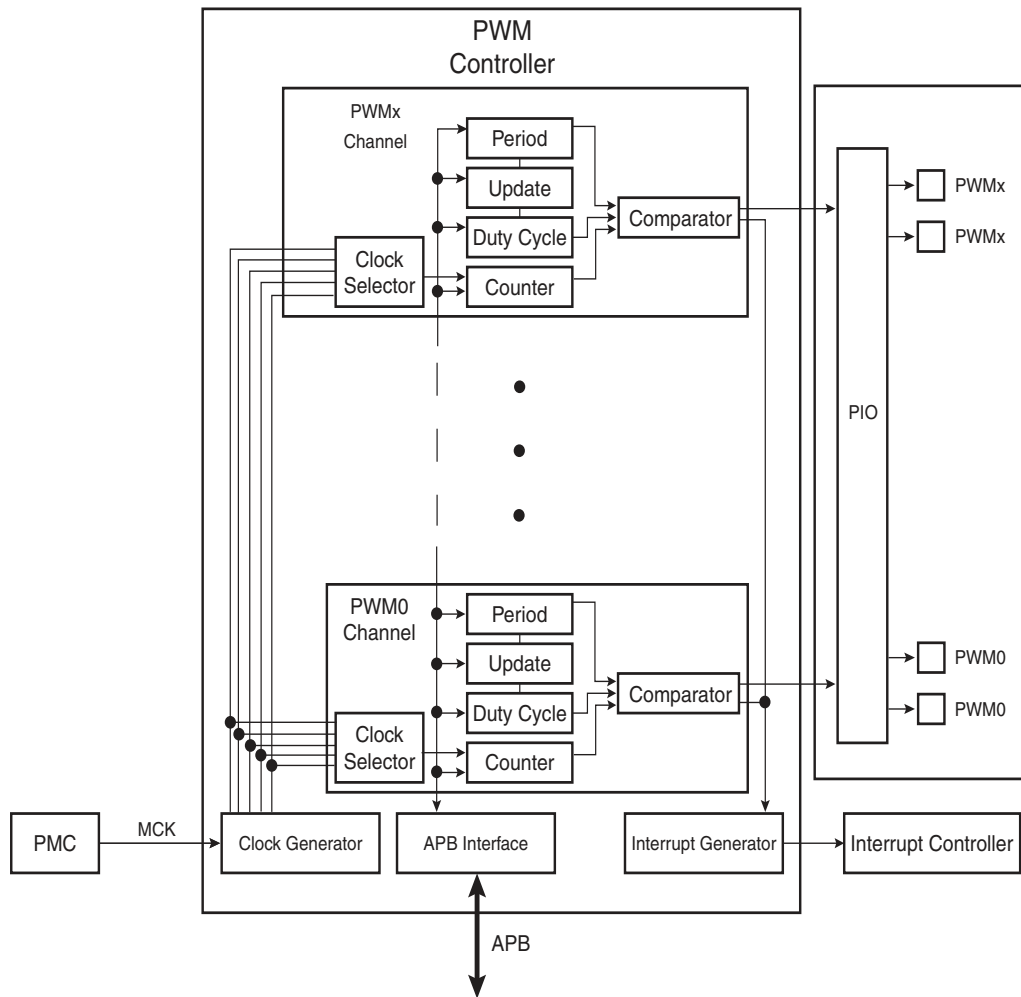 PWM
Controller
PWMx
Channel
Period
Update
Duty Cycle
Counter
Clock
Selector
Comparator
PWMx
PWMx
PIO
PWM0
Channel
Period
Update
Duty Cycle
Counter
Clock
Selector
Comparator
PWM0
PWM0
PMC
MCK
Clock Generator
APB Interface
Interrupt Generator
Interrupt Controller
APB